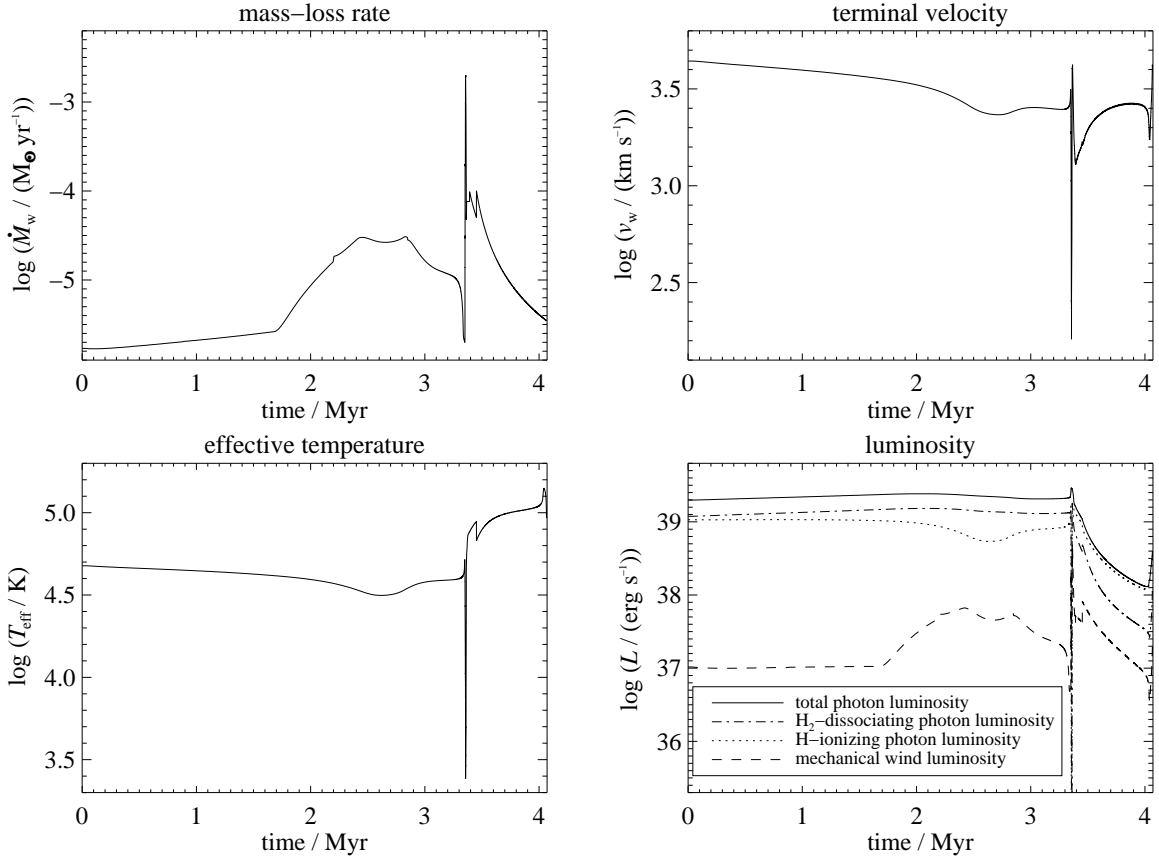 mass−loss rate
log (Ṁw / (M⊙ yr⁻¹))
−3
−4
−5
0 1 2 3 4
time / Myr
terminal velocity
log (vw / (km s⁻¹))
3.5
3.0
2.5
0 1 2 3 4
time / Myr
effective temperature
log (Teff / K)
5.0
4.5
4.0
3.5
0 1 2 3 4
time / Myr
luminosity
log (L / (erg s⁻¹))
39
38
37
36
total photon luminosity
H₂−dissociating photon luminosity
H−ionizing photon luminosity
mechanical wind luminosity
0 1 2 3 4
time / Myr